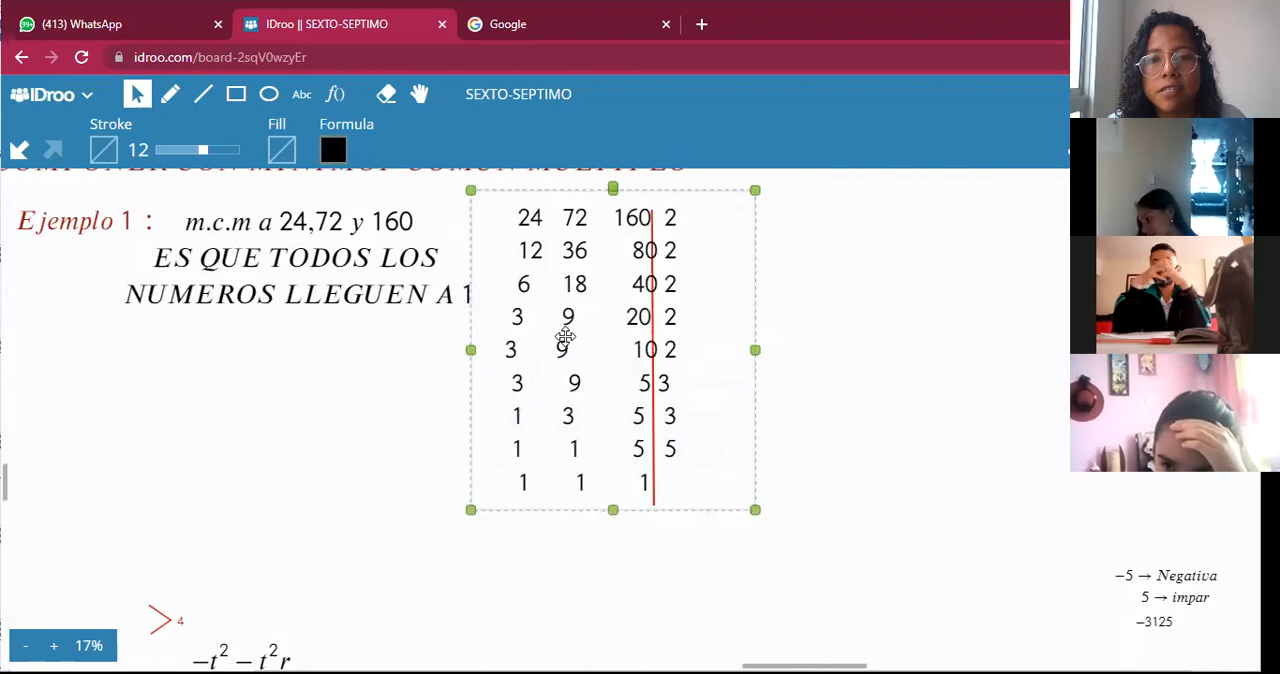 99+ (413) WhatsApp
IDroo || SEXTO-SEPTIMO
Google
idroo.com/board-2sqV0wzyEr
IDroo
Abc
f()
SEXTO-SEPTIMO
Stroke
Fill
Formula
12
Ejemplo 1 : m.c.m a 24,72 y 160
ES QUE TODOS LOS
NUMEROS LLEGUEN A 1
24 72 160 2
12 36 80 2
6 18 40 2
3 9 20 2
3 9 10 2
3 9 5 3
1 3 5 3
1 1 5 5
1 1 1
−5 → Negativa
5 → impar
−3125
4
- + 17%
−t² − t²r